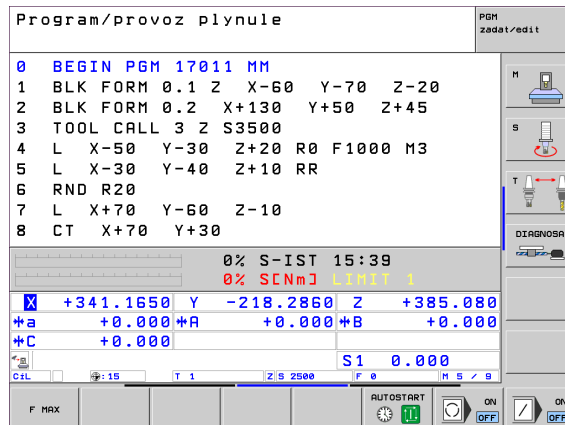 Program/provoz plynule
PGM
zadat/edit
0 BEGIN PGM 17011 MM
1 BLK FORM 0.1 Z X-60 Y-70 Z-20
2 BLK FORM 0.2 X+130 Y+50 Z+45
3 TOOL CALL 3 Z S3500
4 L X-50 Y-30 Z+20 R0 F1000 M3
5 L X-30 Y-40 Z+10 RR
6 RND R20
7 L X+70 Y-60 Z-10
8 CT X+70 Y+30
M
S
T
DIAGNOSA
0% S-IST 15:39
0% S[Nm] LIMIT 1
X +341.1650 Y -218.2860 Z +385.080
a +0.000 A +0.000 B +0.000
C +0.000
S1 0.000
CíL : 15 T 1 Z S 2500 F 0 M 5 / 9
F MAX
AUTOSTART
ON
OFF
ON
OFF